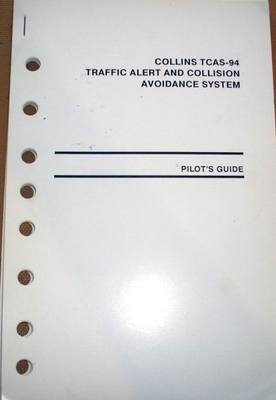 COLLINS TCAS-94
TRAFFIC ALERT AND COLLISION
AVOIDANCE SYSTEM
PILOT'S GUIDE